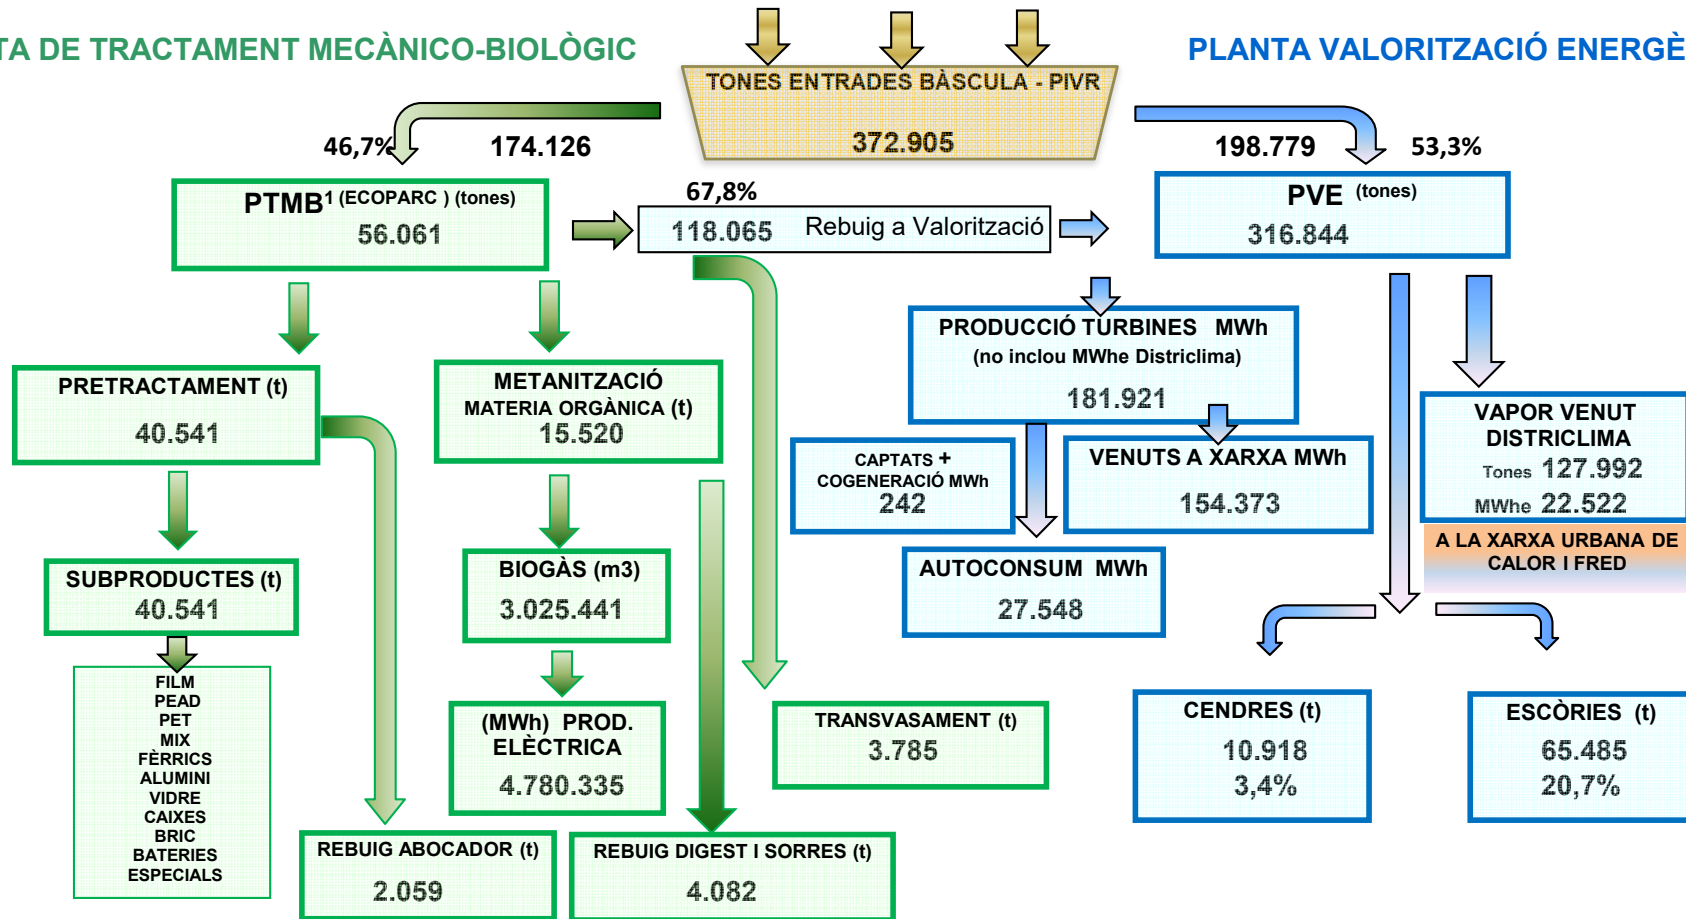 TA DE TRACTAMENT MECÀNICO-BIOLÒGIC
PLANTA VALORITZACIÓ ENERGÈ
TONES ENTRADES BÀSCULA - PIVR
372.905
46,7%
174.126
198.779
53,3%
PTMB¹ (ECOPARC ) (tones)
56.061
67,8%
118.065 Rebuig a Valorització
PVE (tones)
316.844
PRETRACTAMENT (t)
40.541
METANITZACIÓ
MATERIA ORGÀNICA (t)
15.520
PRODUCCIÓ TURBINES MWh
(no inclou MWhe Districlima)
181.921
VAPOR VENUT
DISTRICLIMA
Tones 127.992
MWhe 22.522
A LA XARXA URBANA DE
CALOR I FRED
CAPTATS +
COGENERACIÓ MWh
242
VENUTS A XARXA MWh
154.373
SUBPRODUCTES (t)
40.541
BIOGÀS (m3)
3.025.441
AUTOCONSUM MWh
27.548
FILM
PEAD
PET
MIX
FÈRRICS
ALUMINI
VIDRE
CAIXES
BRIC
BATERIES
ESPECIALS
(MWh) PROD.
ELÈCTRICA
4.780.335
TRANSVASAMENT (t)
3.785
CENDRES (t)
10.918
3,4%
ESCÒRIES (t)
65.485
20,7%
REBUIG ABOCADOR (t)
2.059
REBUIG DIGEST I SORRES (t)
4.082